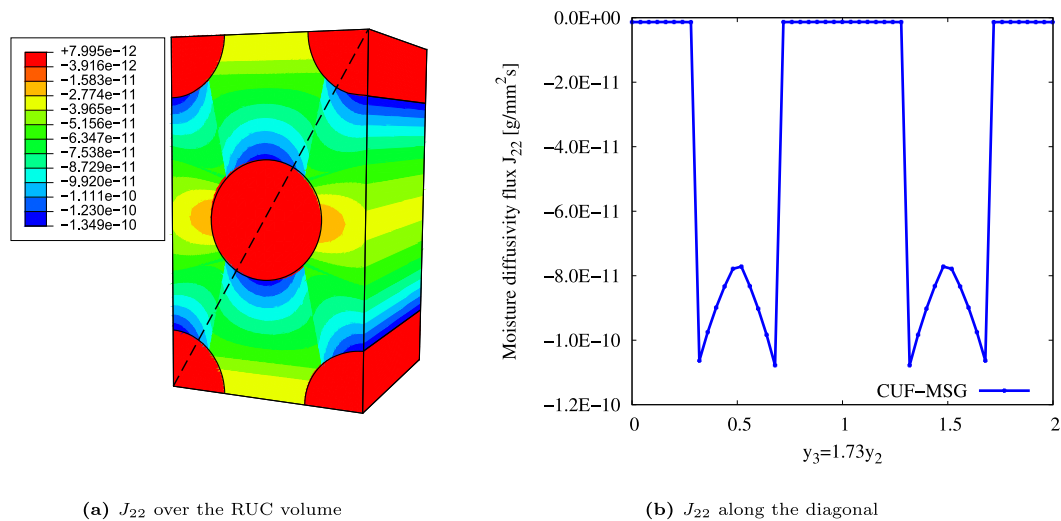 +7.995e−12
−3.916e−12
−1.583e−11
−2.774e−11
−3.965e−11
−5.156e−11
−6.347e−11
−7.538e−11
−8.729e−11
−9.920e−11
−1.111e−10
−1.230e−10
−1.349e−10
(a) J22 over the RUC volume
Moisture diffusivity flux J22 [g/mm²s]
0.0E+00
−2.0E−11
−4.0E−11
−6.0E−11
−8.0E−11
−1.0E−10
−1.2E−10
CUF−MSG
0 0.5 1 1.5 2
y3=1.73y2
(b) J22 along the diagonal